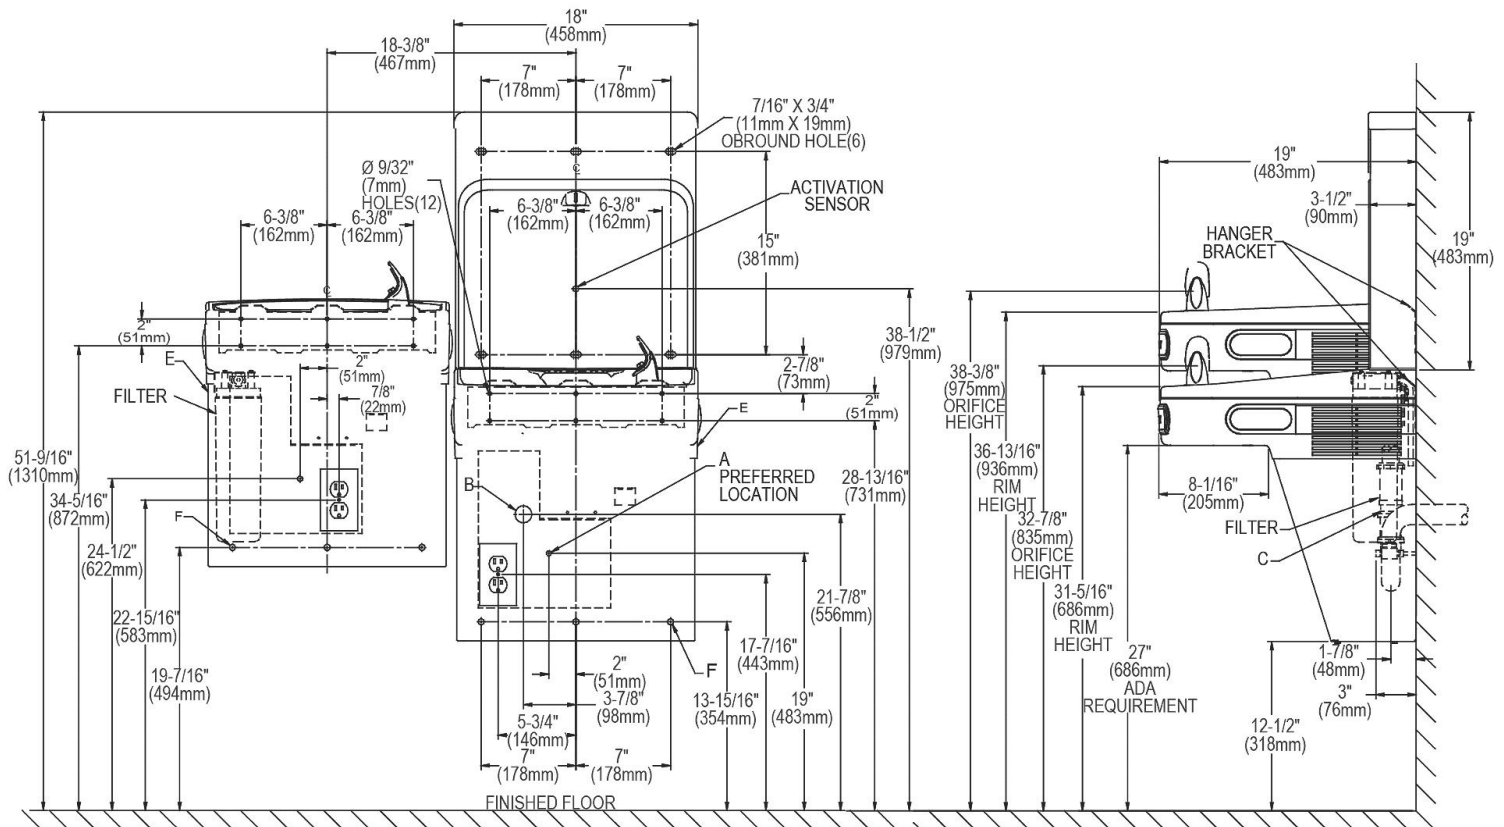 18"
(458mm)
18-3/8"
(467mm)
7"
(178mm)
7"
(178mm)
7/16" X 3/4"
(11mm X 19mm)
OBROUND HOLE(6)
Ø 9/32"
(7mm)
HOLES(12)
℄
ACTIVATION
SENSOR
6-3/8"
(162mm)
6-3/8"
(162mm)
6-3/8"
(162mm)
6-3/8"
(162mm)
15"
(381mm)
℄
2"
(51mm)
E
FILTER
2"
(51mm)
7/8"
(22mm)
38-1/2"
(979mm)
2-7/8"
(73mm)
2"
(51mm)
E
51-9/16"
(1310mm)
34-5/16"
(872mm)
A
PREFERRED
LOCATION
28-13/16"
(731mm)
B
F
24-1/2"
(622mm)
22-15/16"
(583mm)
19-7/16"
(494mm)
21-7/8"
(556mm)
17-7/16"
(443mm)
F
2"
(51mm)
3-7/8"
(98mm)
13-15/16"
(354mm)
19"
(483mm)
5-3/4"
(146mm)
7"
(178mm)
7"
(178mm)
FINISHED FLOOR
19"
(483mm)
3-1/2"
(90mm)
HANGER
BRACKET
19"
(483mm)
38-3/8"
(975mm)
ORIFICE
HEIGHT
36-13/16"
(936mm)
RIM
HEIGHT
8-1/16"
(205mm)
32-7/8"
(835mm)
ORIFICE
HEIGHT
FILTER
C
31-5/16"
(686mm)
RIM
HEIGHT
27"
(686mm)
ADA
REQUIREMENT
1-7/8"
(48mm)
3"
(76mm)
12-1/2"
(318mm)